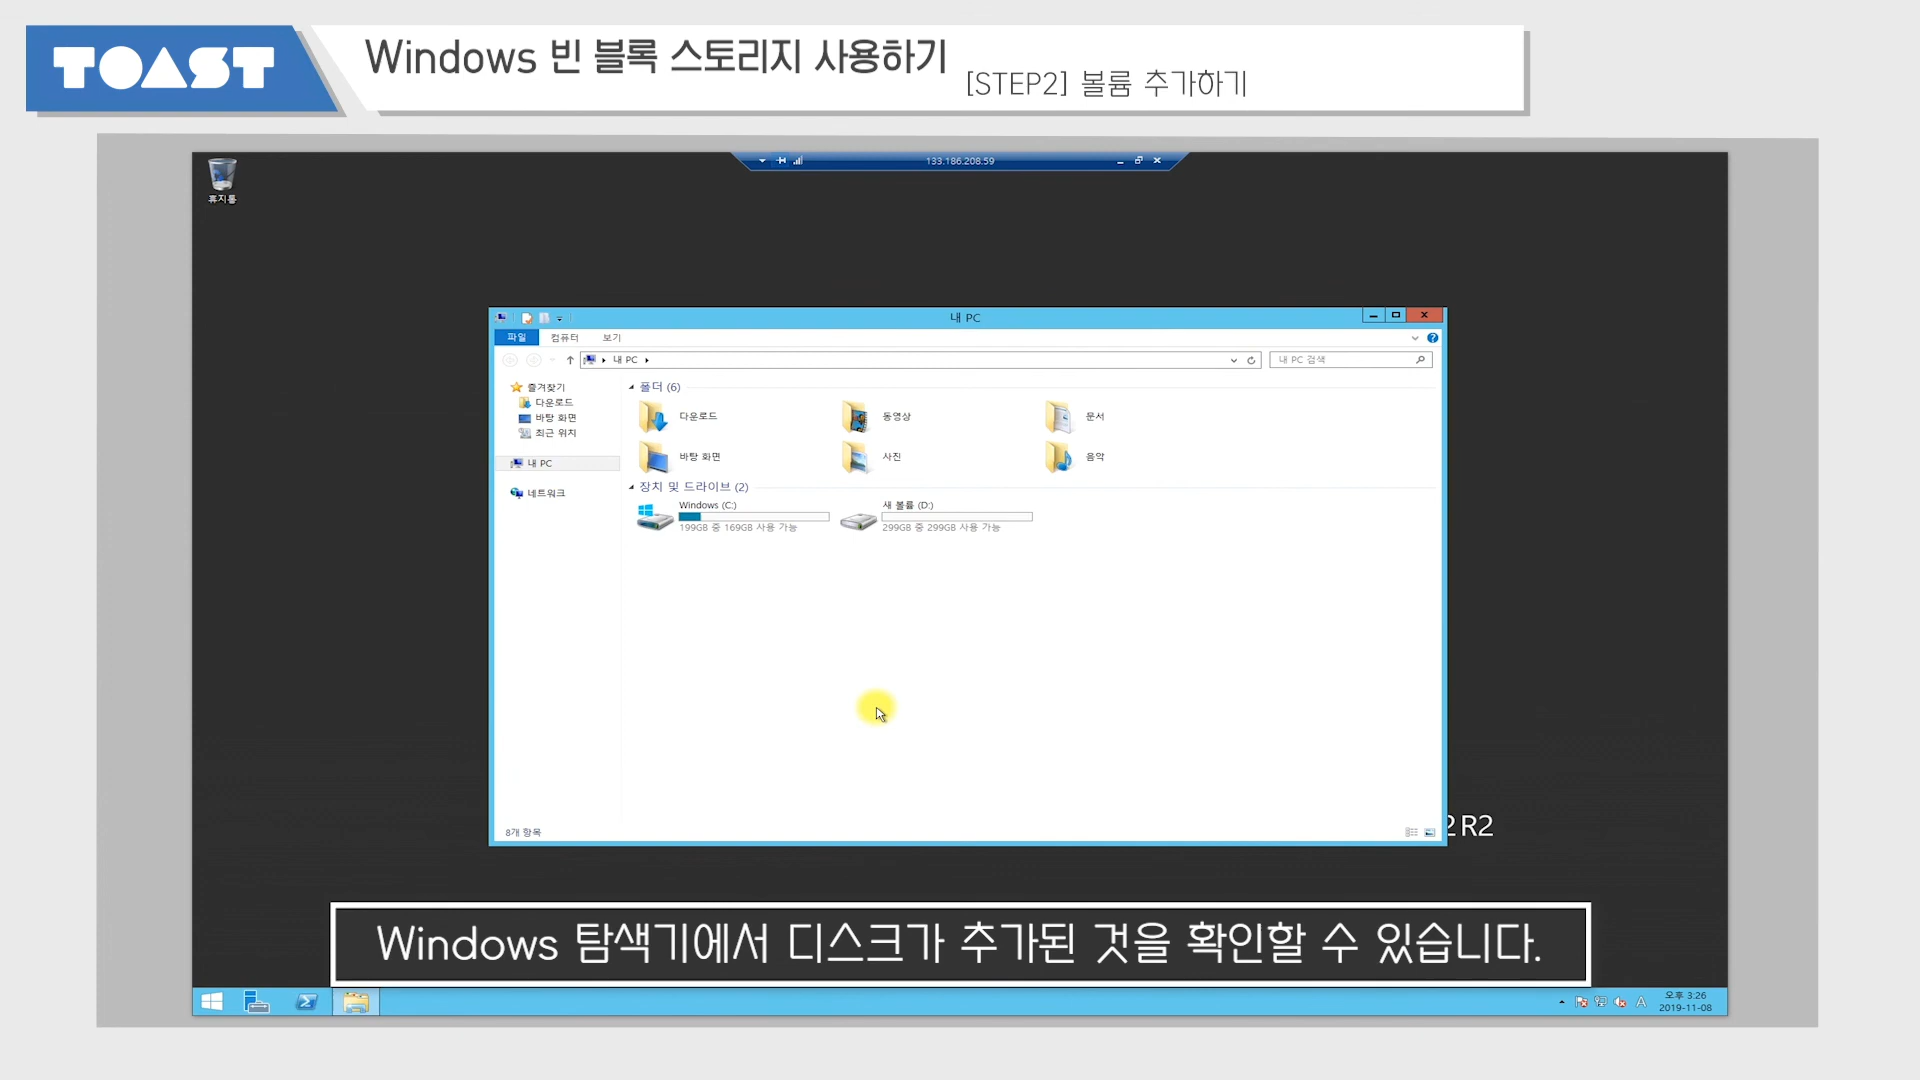 TOAST
Windows 빈 블록 스토리지 사용하기
[STEP2] 볼륨 추가하기
휴지통
133.186.208.59
내 PC
파일 컴퓨터 보기
내 PC
내 PC 검색
즐겨찾기
다운로드
바탕 화면
최근 위치
내 PC
네트워크
폴더 (6)
다운로드 동영상 문서
바탕 화면 사진 음악
장치 및 드라이브 (2)
Windows (C:)
199GB 중 169GB 사용 가능
새 볼륨 (D:)
299GB 중 299GB 사용 가능
8개 항목
2 R2
Windows 탐색기에서 디스크가 추가된 것을 확인할 수 있습니다.
A
오후 3:26
2019-11-08